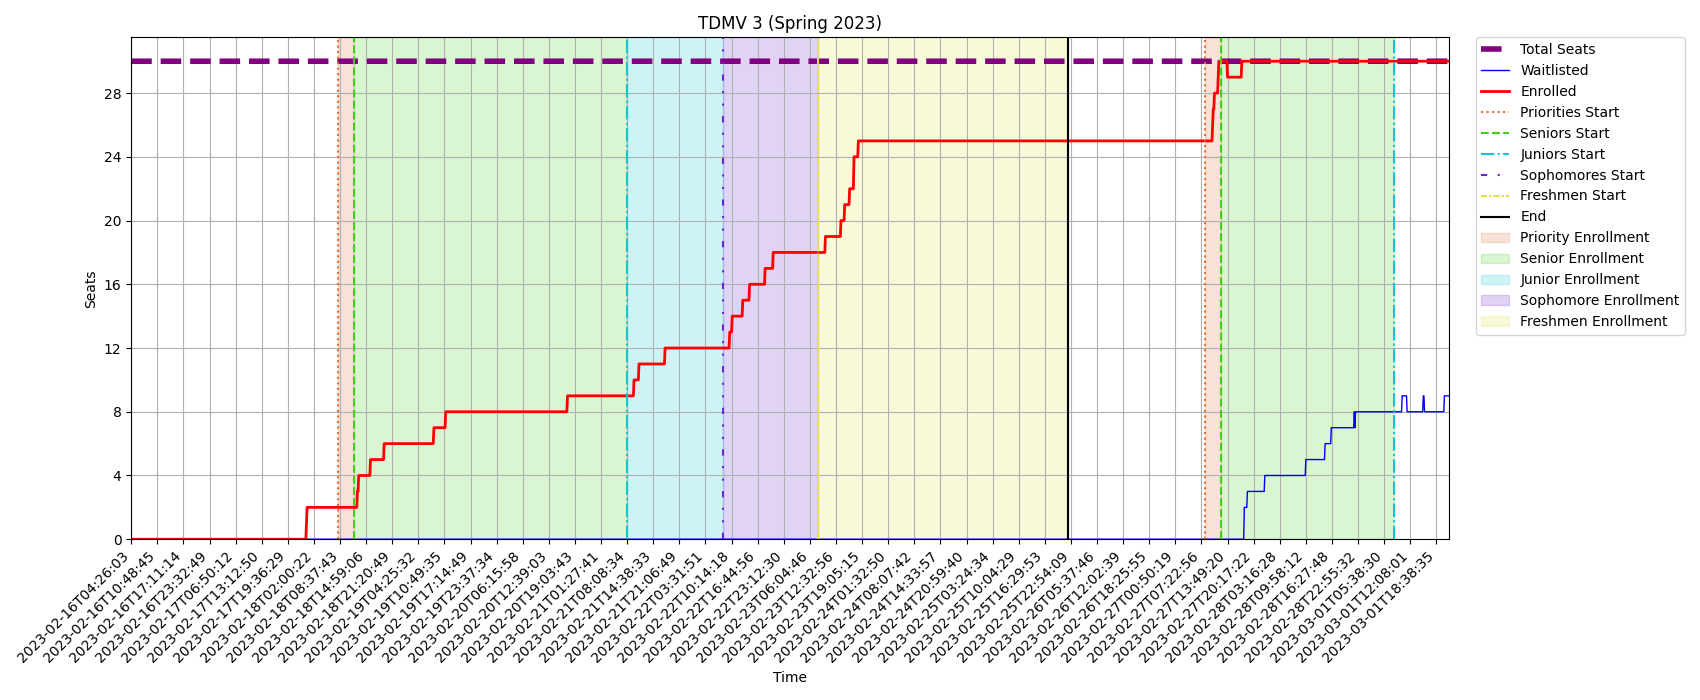 TDMV 3 (Spring 2023)
Seats
28
24
20
16
12
8
4
0
2023-02-16T04:26:03
2023-02-16T10:48:45
2023-02-16T17:11:14
2023-02-16T23:32:49
2023-02-17T06:50:12
2023-02-17T13:12:50
2023-02-17T19:36:29
2023-02-18T02:00:22
2023-02-18T08:37:43
2023-02-18T14:59:06
2023-02-18T21:20:49
2023-02-19T04:25:32
2023-02-19T10:49:35
2023-02-19T17:14:49
2023-02-19T23:37:34
2023-02-20T06:15:58
2023-02-20T12:39:03
2023-02-20T19:03:43
2023-02-21T01:27:41
2023-02-21T08:08:34
2023-02-21T14:38:33
2023-02-21T21:06:49
2023-02-22T03:31:51
2023-02-22T10:14:18
2023-02-22T16:44:56
2023-02-22T23:12:30
2023-02-23T06:04:46
2023-02-23T12:32:56
2023-02-23T19:05:15
2023-02-24T01:32:50
2023-02-24T08:07:42
2023-02-24T14:33:57
2023-02-24T20:59:40
2023-02-25T03:24:34
2023-02-25T10:04:29
2023-02-25T16:29:53
2023-02-25T22:54:09
2023-02-26T05:37:46
2023-02-26T12:02:39
2023-02-26T18:25:55
2023-02-27T00:50:19
2023-02-27T07:22:56
2023-02-27T13:49:20
2023-02-27T20:17:22
2023-02-28T03:16:28
2023-02-28T09:58:12
2023-02-28T16:27:48
2023-02-28T22:55:32
2023-03-01T05:38:30
2023-03-01T12:08:01
2023-03-01T18:38:35
Time
Total Seats
Waitlisted
Enrolled
Priorities Start
Seniors Start
Juniors Start
Sophomores Start
Freshmen Start
End
Priority Enrollment
Senior Enrollment
Junior Enrollment
Sophomore Enrollment
Freshmen Enrollment